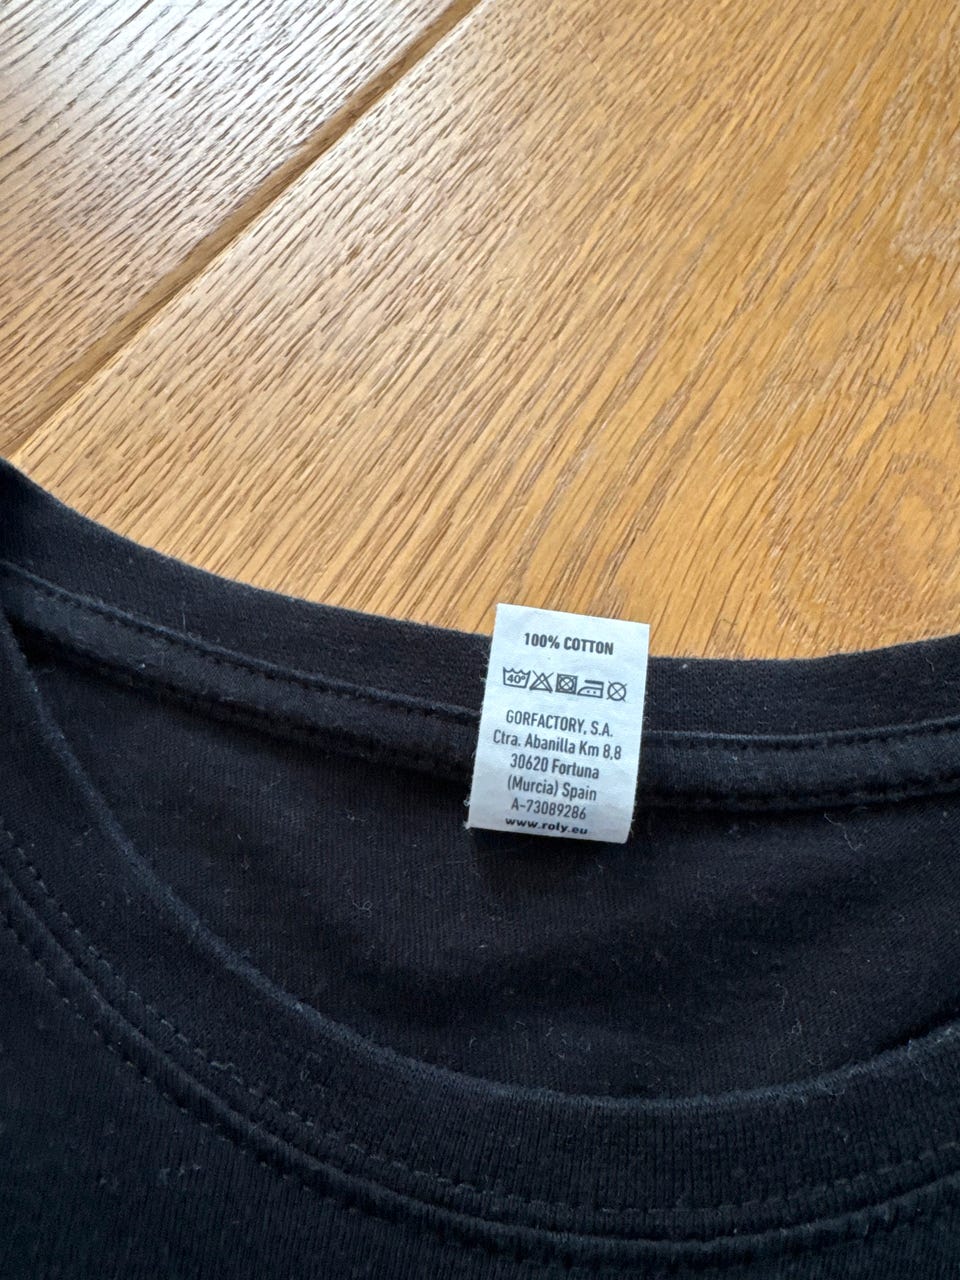 100% COTTON
40°
GORFACTORY, S.A.
Ctra. Abanilla Km 8,8
30620 Fortuna
(Murcia) Spain
A-73089286
www.roly.eu